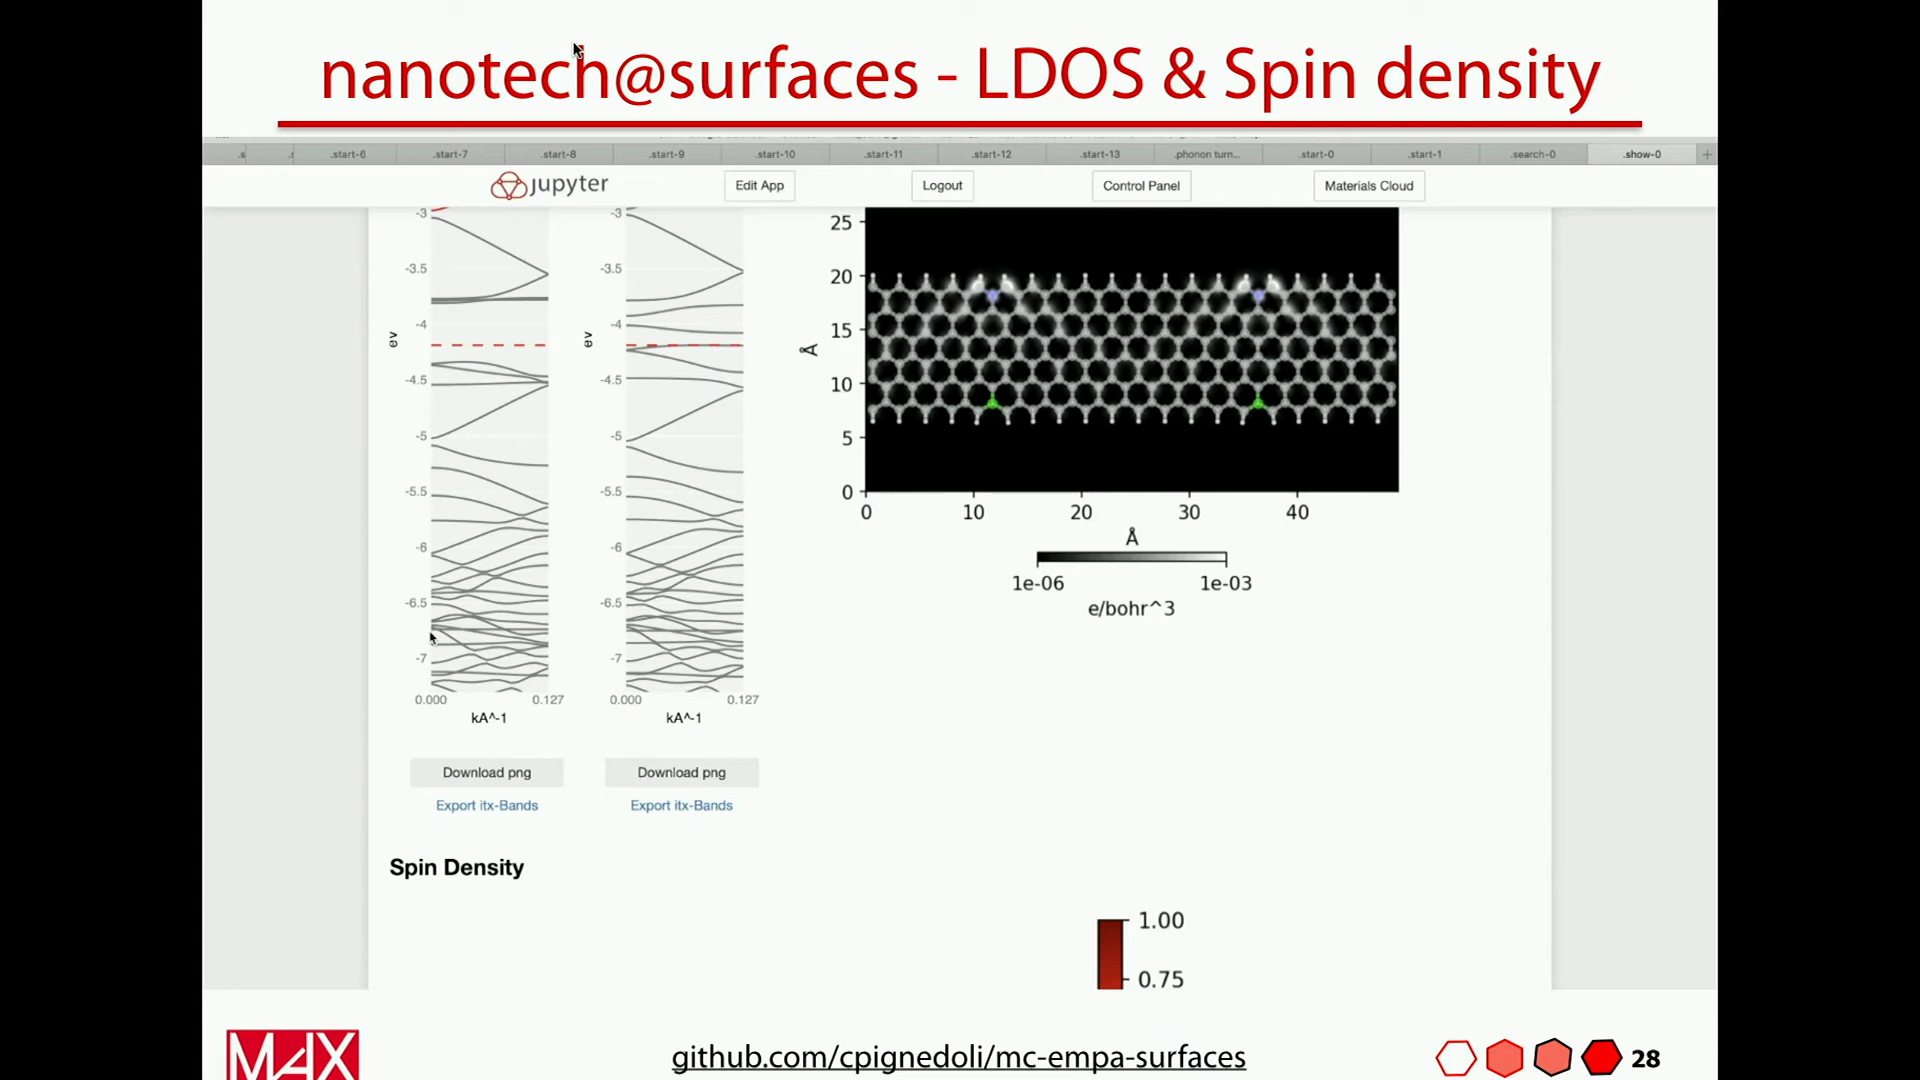 nanotech@surfaces - LDOS & Spin density
.s .s .start-6 .start-7 .start-8 .start-9 .start-10 .start-11 .start-12 .start-13 .phonon turn... .start-0 .start-1 .search-0 .show-0 +
jupyter Edit App Logout Control Panel Materials Cloud
-3
-3.5
-4
-4.5
-5
-5.5
-6
-6.5
-7
ev
0.000 0.127
kA^-1
Download png
Export itx-Bands
-3
-3.5
-4
-4.5
-5
-5.5
-6
-6.5
-7
ev
0.000 0.127
kA^-1
Download png
Export itx-Bands
25
20
15
10
5
0
Å
0 10 20 30 40
Å
1e-06 1e-03
e/bohr^3
Spin Density
1.00
0.75
MAX
github.com/cpignedoli/mc-empa-surfaces
28